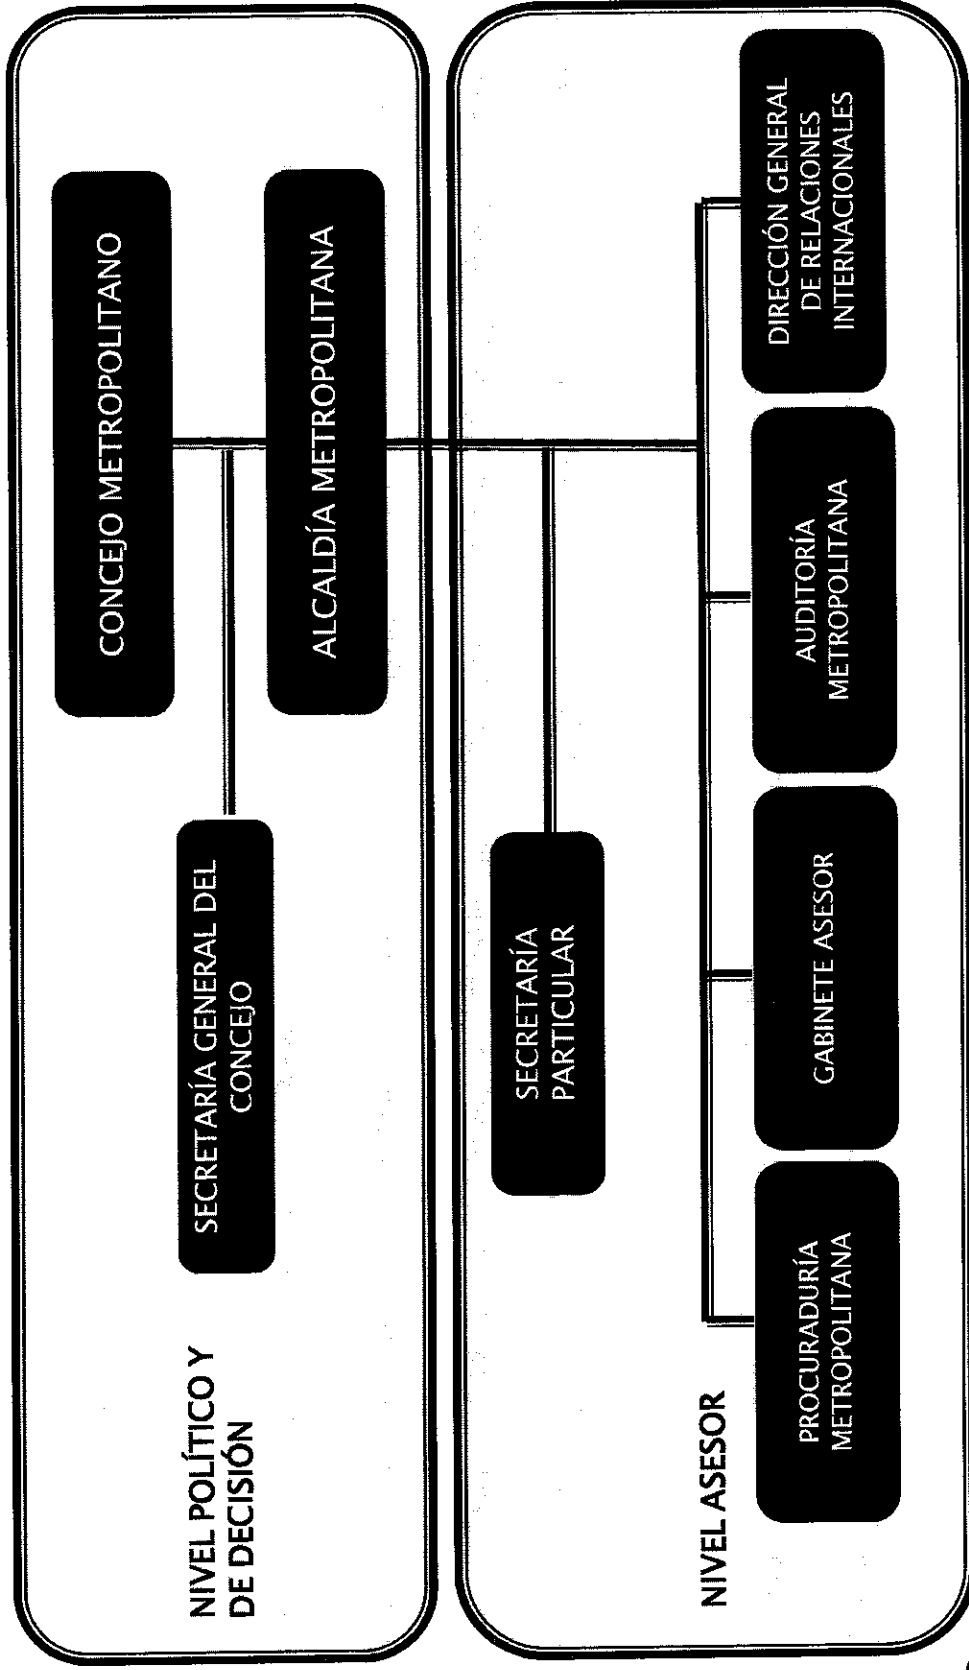 CONCEJO METROPOLITANO
SECRETARÍA GENERAL DEL
CONCEJO
NIVEL POLÍTICO Y
DE DECISIÓN
ALCALDÍA METROPOLITANA
SECRETARÍA
PARTICULAR
NIVEL ASESOR
PROCURADURÍA
METROPOLITANA
GABINETE ASESOR
AUDITORÍA
METROPOLITANA
DIRECCIÓN GENERAL
DE RELACIONES
INTERNACIONALES